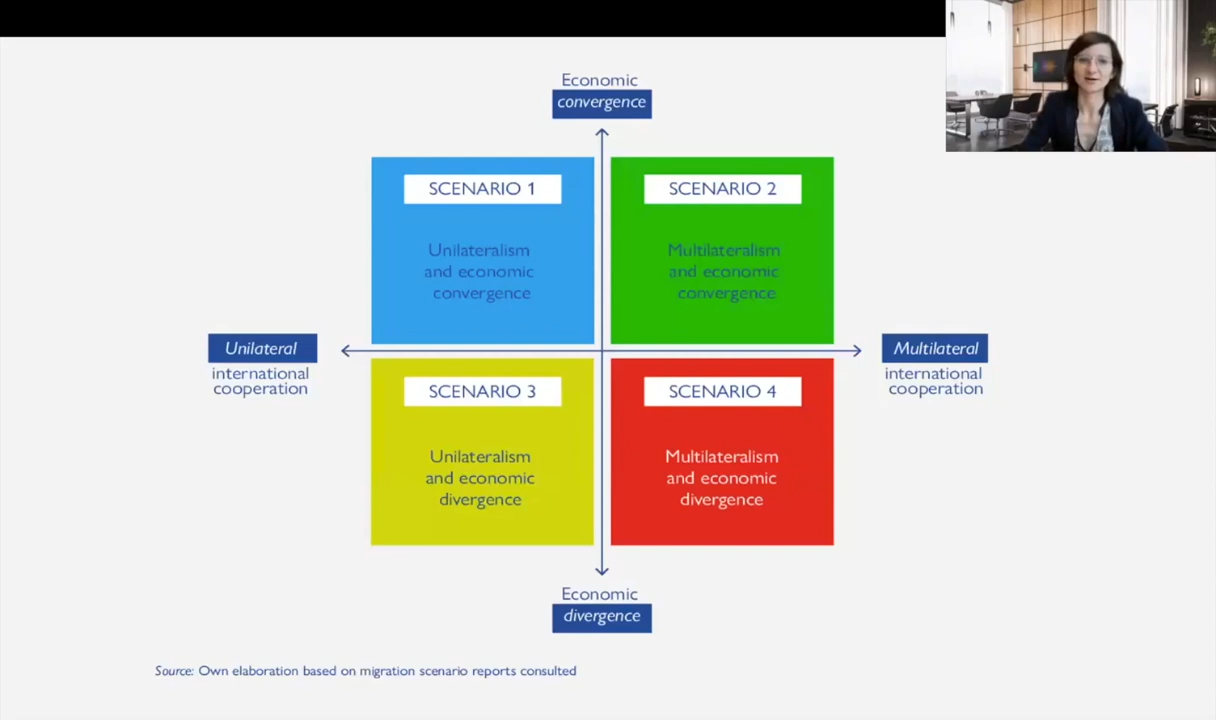 Economic
convergence
SCENARIO 1
Unilateralism
and economic
convergence
SCENARIO 2
Multilateralism
and economic
convergence
Unilateral
international
cooperation
Multilateral
international
cooperation
SCENARIO 3
Unilateralism
and economic
divergence
SCENARIO 4
Multilateralism
and economic
divergence
Economic
divergence
Source: Own elaboration based on migration scenario reports consulted